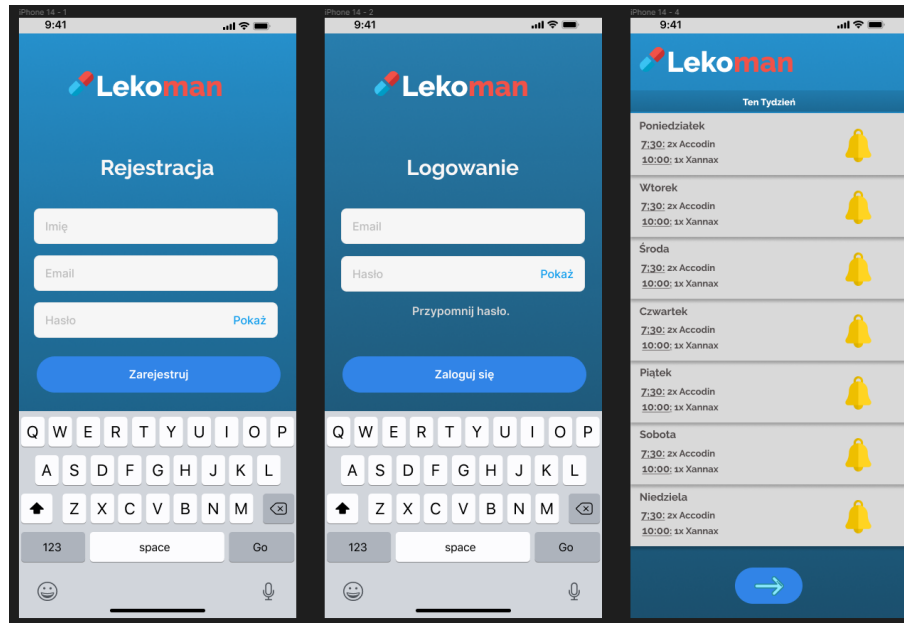 iPhone 14 - 1
9:41
Lekoman
Rejestracja
Imię
Email
Hasło Pokaż
Zarejestruj
Q W E R T Y U I O P
A S D F G H J K L
Z X C V B N M
123 space Go
iPhone 14 - 2
9:41
Lekoman
Logowanie
Email
Hasło Pokaż
Przypomnij hasło.
Zaloguj się
Q W E R T Y U I O P
A S D F G H J K L
Z X C V B N M
123 space Go
iPhone 14 - 4
9:41
Lekoman
Ten Tydzień
Poniedziałek
7:30: 2x Accodin
10:00: 1x Xannax
Wtorek
7:30: 2x Accodin
10:00: 1x Xannax
Środa
7:30: 2x Accodin
10:00: 1x Xannax
Czwartek
7:30: 2x Accodin
10:00: 1x Xannax
Piątek
7:30: 2x Accodin
10:00: 1x Xannax
Sobota
7:30: 2x Accodin
10:00: 1x Xannax
Niedziela
7:30: 2x Accodin
10:00: 1x Xannax